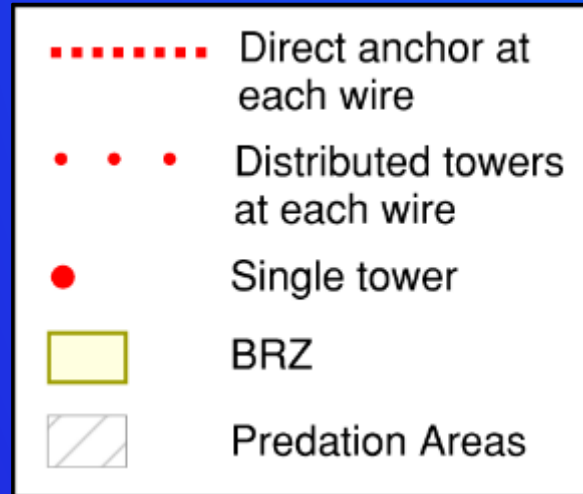 Direct anchor at
each wire
Distributed towers
at each wire
Single tower
BRZ
Predation Areas